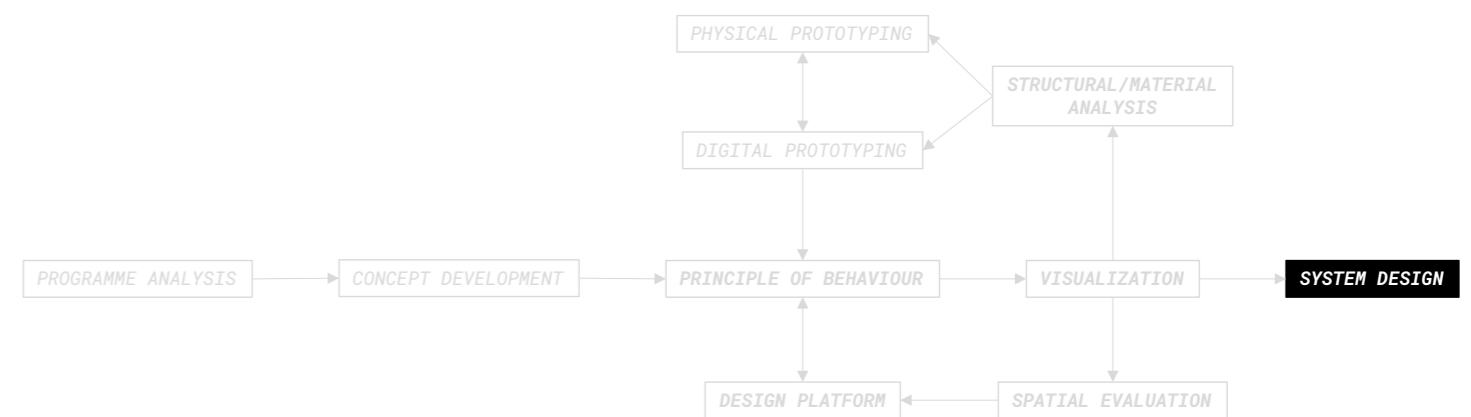 PHYSICAL PROTOTYPING
STRUCTURAL/MATERIAL
ANALYSIS
DIGITAL PROTOTYPING
PROGRAMME ANALYSIS
CONCEPT DEVELOPMENT
PRINCIPLE OF BEHAVIOUR
VISUALIZATION
SYSTEM DESIGN
DESIGN PLATFORM
SPATIAL EVALUATION